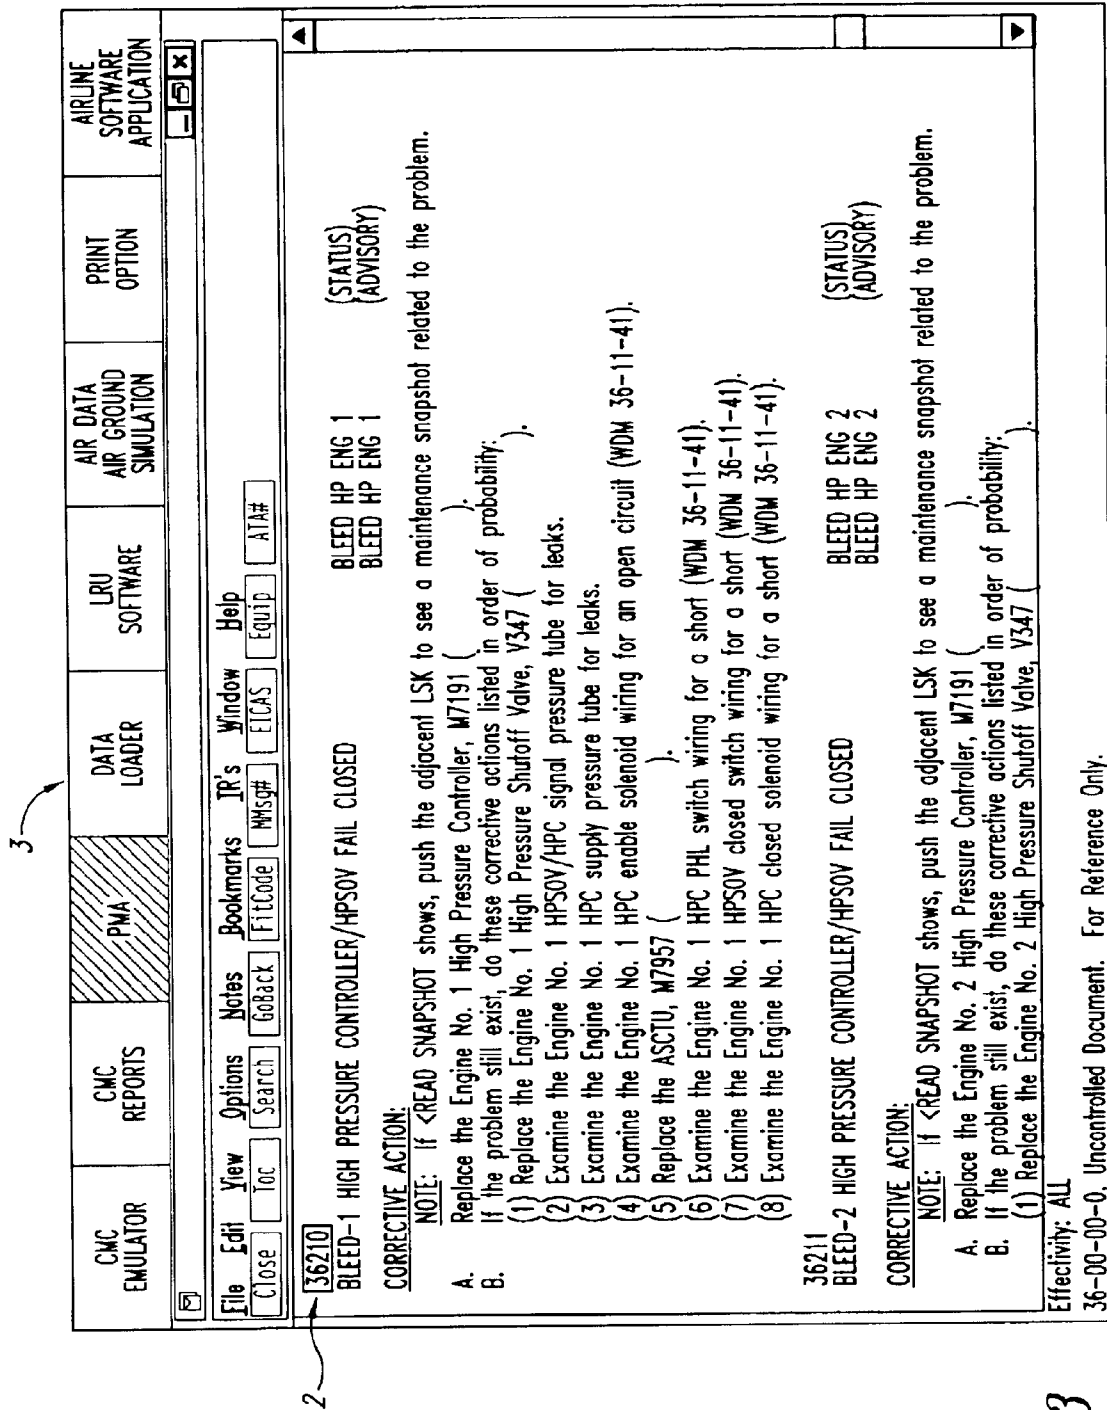 3
CMC EMULATOR
CMC REPORTS
PMA
DATA LOADER
LRU SOFTWARE
AIR DATA AIR GROUND SIMULATION
PRINT OPTION
AIRLINE SOFTWARE APPLICATION
File Edit View Options Notes Bookmarks IR's Window Help
Close Toc Search GoBack FitCode MMsg# EICAS Equip ATA#
2
36210
BLEED-1 HIGH PRESSURE CONTROLLER/HPSOV FAIL CLOSED BLEED HP ENG 1 (STATUS)
BLEED HP ENG 1 (ADVISORY)
CORRECTIVE ACTION:
NOTE: If <READ SNAPSHOT shows, push the adjacent LSK to see a maintenance snapshot related to the problem.
A. Replace the Engine No. 1 High Pressure Controller, M7191 ( ).
B. If the problem still exist, do these corrective actions listed in order of probability:
(1) Replace the Engine No. 1 High Pressure Shutoff Valve, V347 ( ).
(2) Examine the Engine No. 1 HPSOV/HPC signal pressure tube for leaks.
(3) Examine the Engine No. 1 HPC supply pressure tube for leaks.
(4) Examine the Engine No. 1 HPC enable solenoid wiring for an open circuit (WDM 36-11-41).
(5) Replace the ASCTU, M7957 ( ).
(6) Examine the Engine No. 1 HPC PHL switch wiring for a short (WDM 36-11-41).
(7) Examine the Engine No. 1 HPSOV closed switch wiring for a short (WDM 36-11-41).
(8) Examine the Engine No. 1 HPC closed solenoid wiring for a short (WDM 36-11-41).
36211
BLEED-2 HIGH PRESSURE CONTROLLER/HPSOV FAIL CLOSED BLEED HP ENG 2 (STATUS)
BLEED HP ENG 2 (ADVISORY)
CORRECTIVE ACTION:
NOTE: If <READ SNAPSHOT shows, push the adjacent LSK to see a maintenance snapshot related to the problem.
A. Replace the Engine No. 2 High Pressure Controller, M7191 ( ).
B. If the problem still exist, do these corrective actions listed in order of probability:
(1) Replace the Engine No. 2 High Pressure Shutoff Valve, V347 ( ).
Effectivity: ALL
36-00-00-0, Uncontrolled Document. For Reference Only.
3